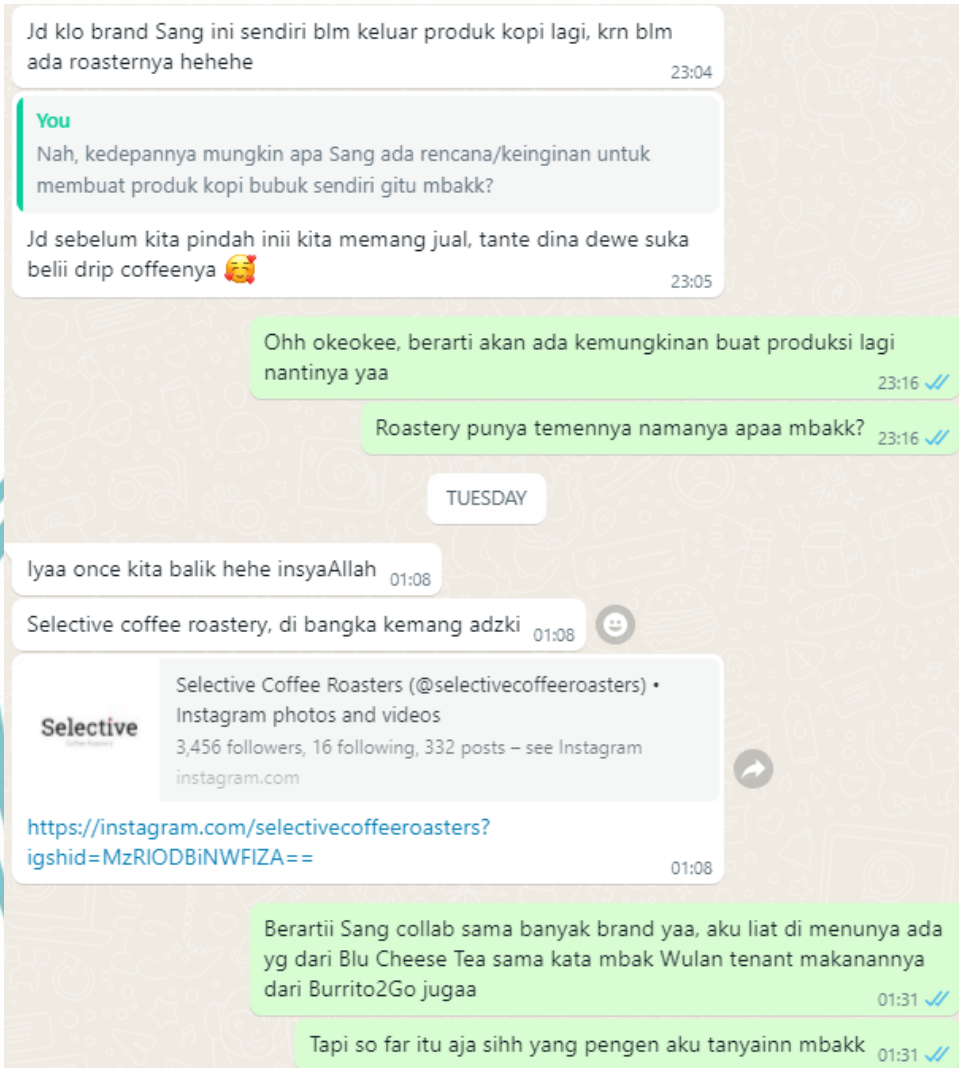 Jd klo brand Sang ini sendiri blm keluar produk kopi lagi, krn blm
ada roasternya hehehe
23:04
You
Nah, kedepannya mungkin apa Sang ada rencana/keinginan untuk
membuat produk kopi bubuk sendiri gitu mbakk?
Jd sebelum kita pindah inii kita memang jual, tante dina dewe suka
belii drip coffeenya 🥰
23:05
Ohh okeokee, berarti akan ada kemungkinan buat produksi lagi
nantinya yaa
23:16
Roastery punya temennya namanya apaa mbakk? 23:16
TUESDAY
Iyaa once kita balik hehe insyaAllah 01:08
Selective coffee roastery, di bangka kemang adzki 01:08
Selective
Selective Coffee Roasters (@selectivecoffeeroasters) •
Instagram photos and videos
3,456 followers, 16 following, 332 posts – see Instagram
instagram.com
https://instagram.com/selectivecoffeeroasters?
igshid=MzRlODBiNWFlZA==
01:08
Berartii Sang collab sama banyak brand yaa, aku liat di menunya ada
yg dari Blu Cheese Tea sama kata mbak Wulan tenant makanannya
dari Burrito2Go jugaa
01:31
Tapi so far itu aja sihh yang pengen aku tanyainn mbakk 01:31